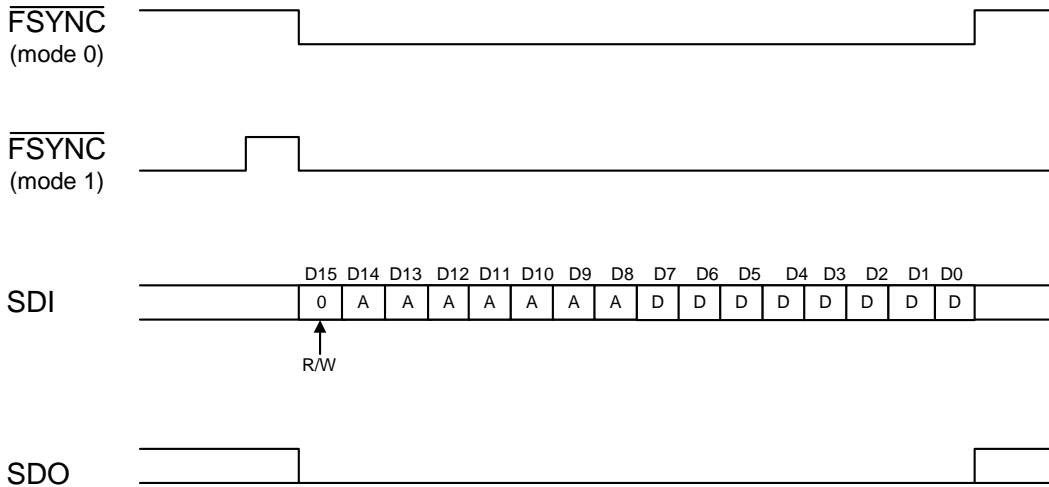 FSYNC
(mode 0)
FSYNC
(mode 1)
D15 D14 D13 D12 D11 D10 D9 D8 D7 D6 D5 D4 D3 D2 D1 D0
SDI
0 A A A A A A A D D D D D D D D
R/W
SDO